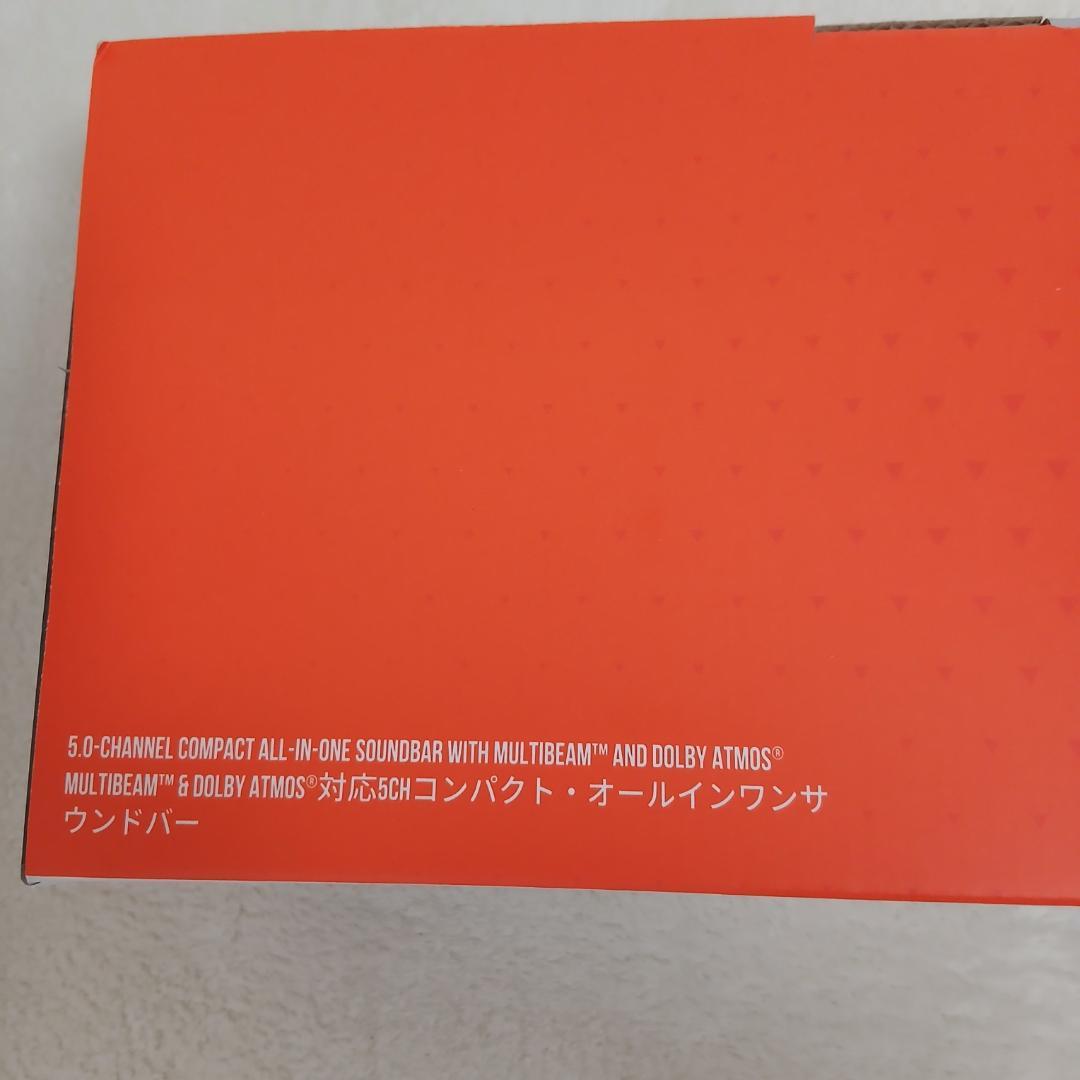 5.0-CHANNEL COMPACT ALL-IN-ONE SOUNDBAR WITH MULTIBEAM™ AND DOLBY ATMOS®
MULTIBEAM™ & DOLBY ATMOS®対応5CHコンパクト・オールインワンサ
ウンドバー